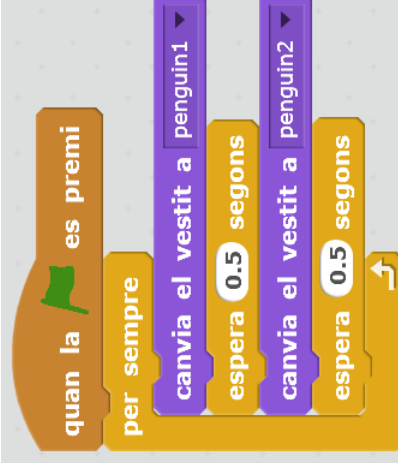 quan la es premi
per sempre
canvia el vestit a penguin1
espera 0.5 segons
canvia el vestit a penguin2
espera 0.5 segons